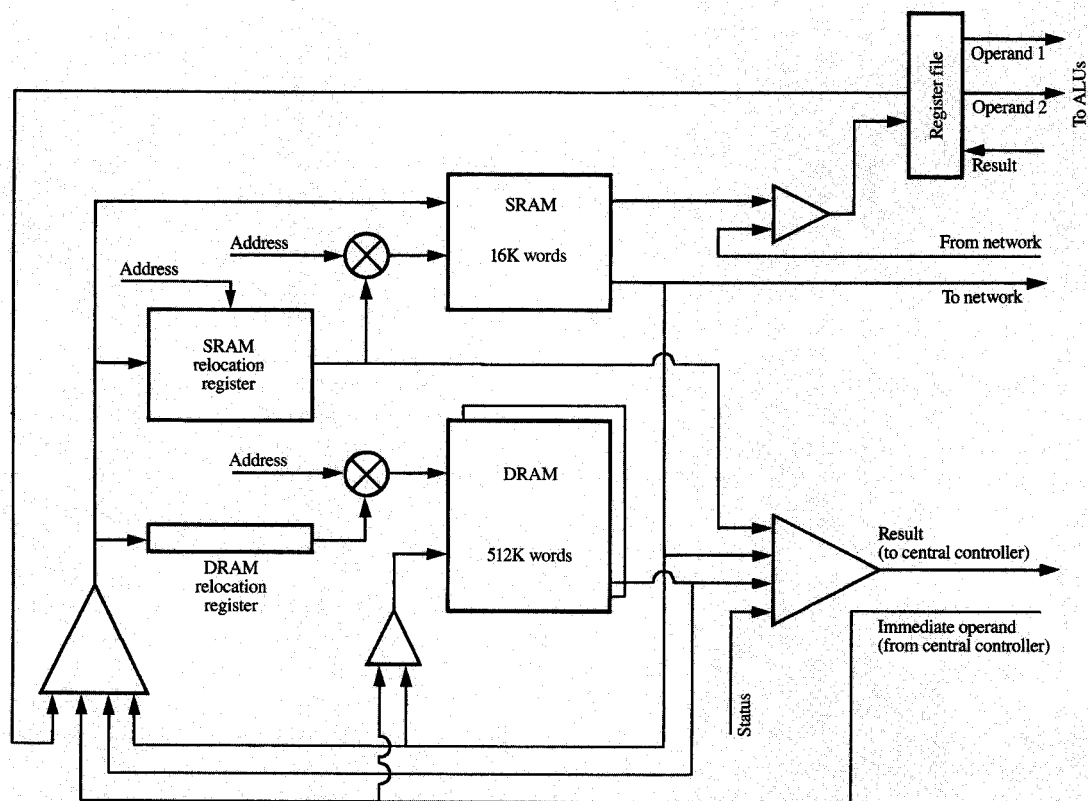 Register file
Operand 1
Operand 2
Result
To ALUs
SRAM
16K words
Address
Address
From network
To network
SRAM
relocation
register
Address
DRAM
512K words
DRAM
relocation
register
Result
(to central controller)
Immediate operand
(from central controller)
Status